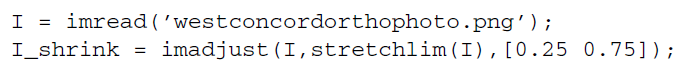 I = imread(’westconcordorthophoto.png’);
I_shrink = imadjust(I,stretchlim(I),[0.25 0.75]);